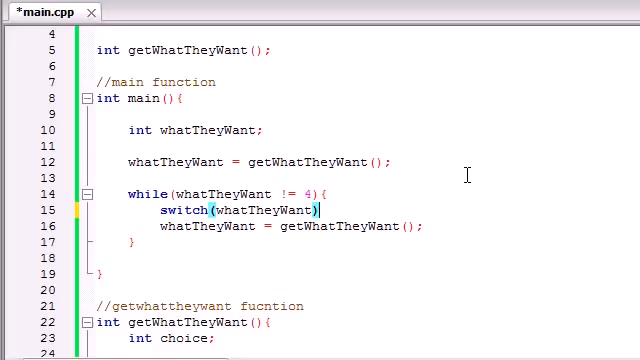 *main.cpp
4
5 int getWhatTheyWant();
6
7 //main function
8 int main(){
9
10 int whatTheyWant;
11
12 whatTheyWant = getWhatTheyWant();
13
14 while(whatTheyWant != 4){
15 switch(whatTheyWant)
16 whatTheyWant = getWhatTheyWant();
17 }
18
19 }
20
21 //getwhattheywant fucntion
22 int getWhatTheyWant(){
23 int choice;
24